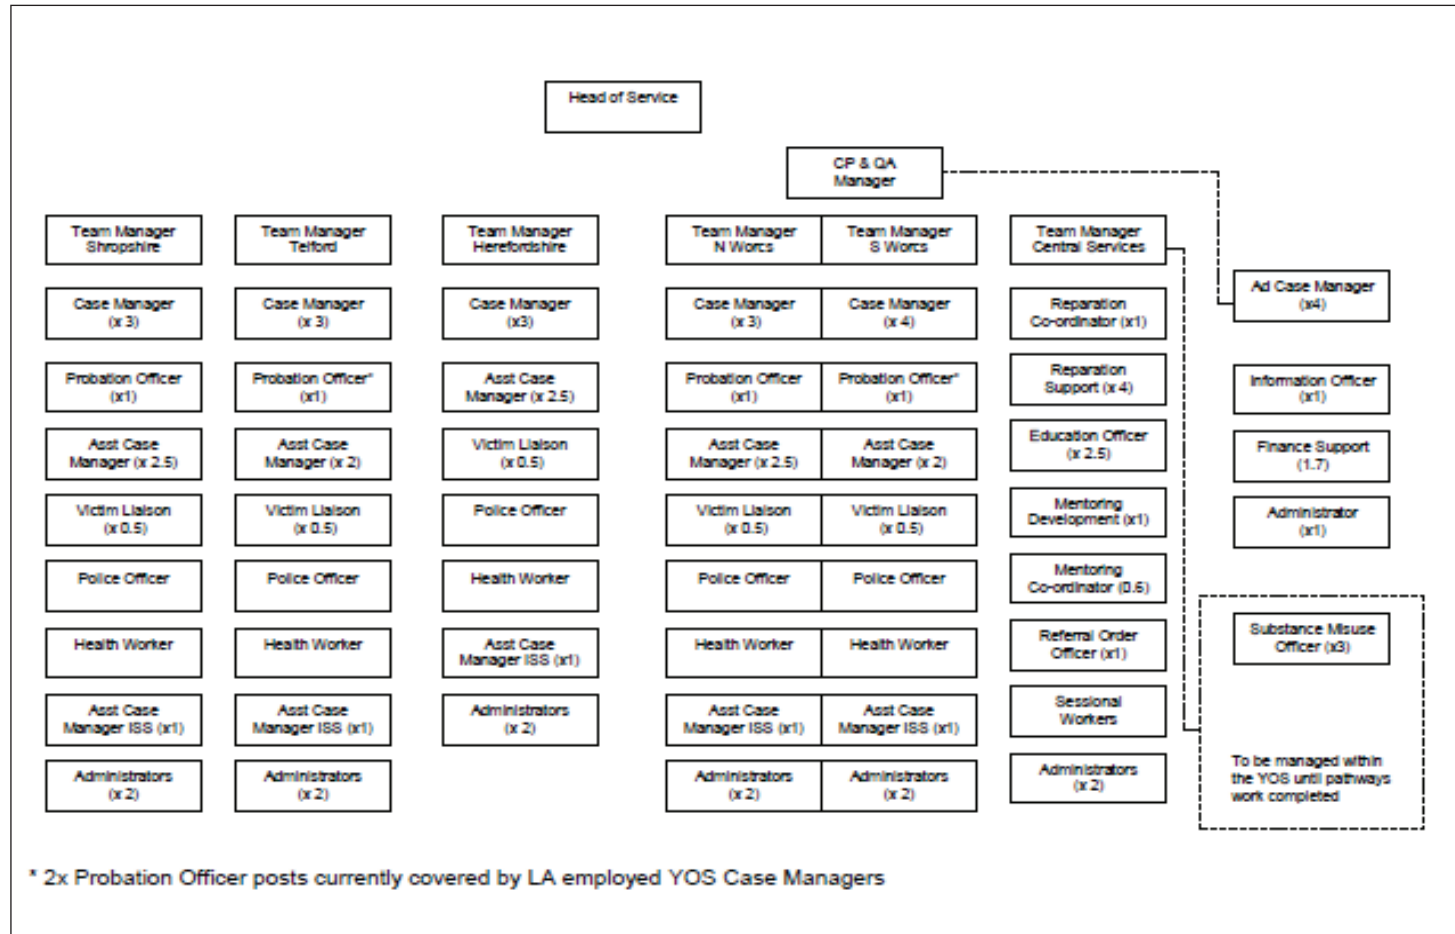 Head of Service
CP & QA
Manager
Team Manager
Shropshire
Case Manager
(x 3)
Probation Officer
(x1)
Asst Case
Manager (x 2.5)
Victim Liaison
(x 0.5)
Police Officer
Health Worker
Asst Case
Manager ISS (x1)
Administrators
(x 2)
Team Manager
Telford
Case Manager
(x 3)
Probation Officer*
(x1)
Asst Case
Manager (x 2)
Victim Liaison
(x 0.5)
Police Officer
Health Worker
Asst Case
Manager ISS (x1)
Administrators
(x 2)
Team Manager
Herefordshire
Case Manager
(x3)
Asst Case
Manager (x 2.5)
Victim Liaison
(x 0.5)
Police Officer
Health Worker
Asst Case
Manager ISS (x1)
Administrators
(x 2)
Team Manager
N Worcs
Case Manager
(x 3)
Probation Officer
(x1)
Asst Case
Manager (x 2.5)
Victim Liaison
(x 0.5)
Police Officer
Health Worker
Asst Case
Manager ISS (x1)
Administrators
(x 2)
Team Manager
S Worcs
Case Manager
(x 4)
Probation Officer*
(x1)
Asst Case
Manager (x 2)
Victim Liaison
(x 0.5)
Police Officer
Health Worker
Asst Case
Manager ISS (x1)
Administrators
(x 2)
Team Manager
Central Services
Reparation
Co-ordinator (x1)
Reparation
Support (x 4)
Education Officer
(x 2.5)
Mentoring
Development (x1)
Mentoring
Co-ordinator (0.6)
Referral Order
Officer (x1)
Sessional
Workers
Administrators
(x 2)
Ad Case Manager
(x4)
Information Officer
(x1)
Finance Support
(1.7)
Administrator
(x1)
Substance Misuse
Officer (x3)
To be managed within
the YOS until pathways
work completed
* 2x Probation Officer posts currently covered by LA employed YOS Case Managers